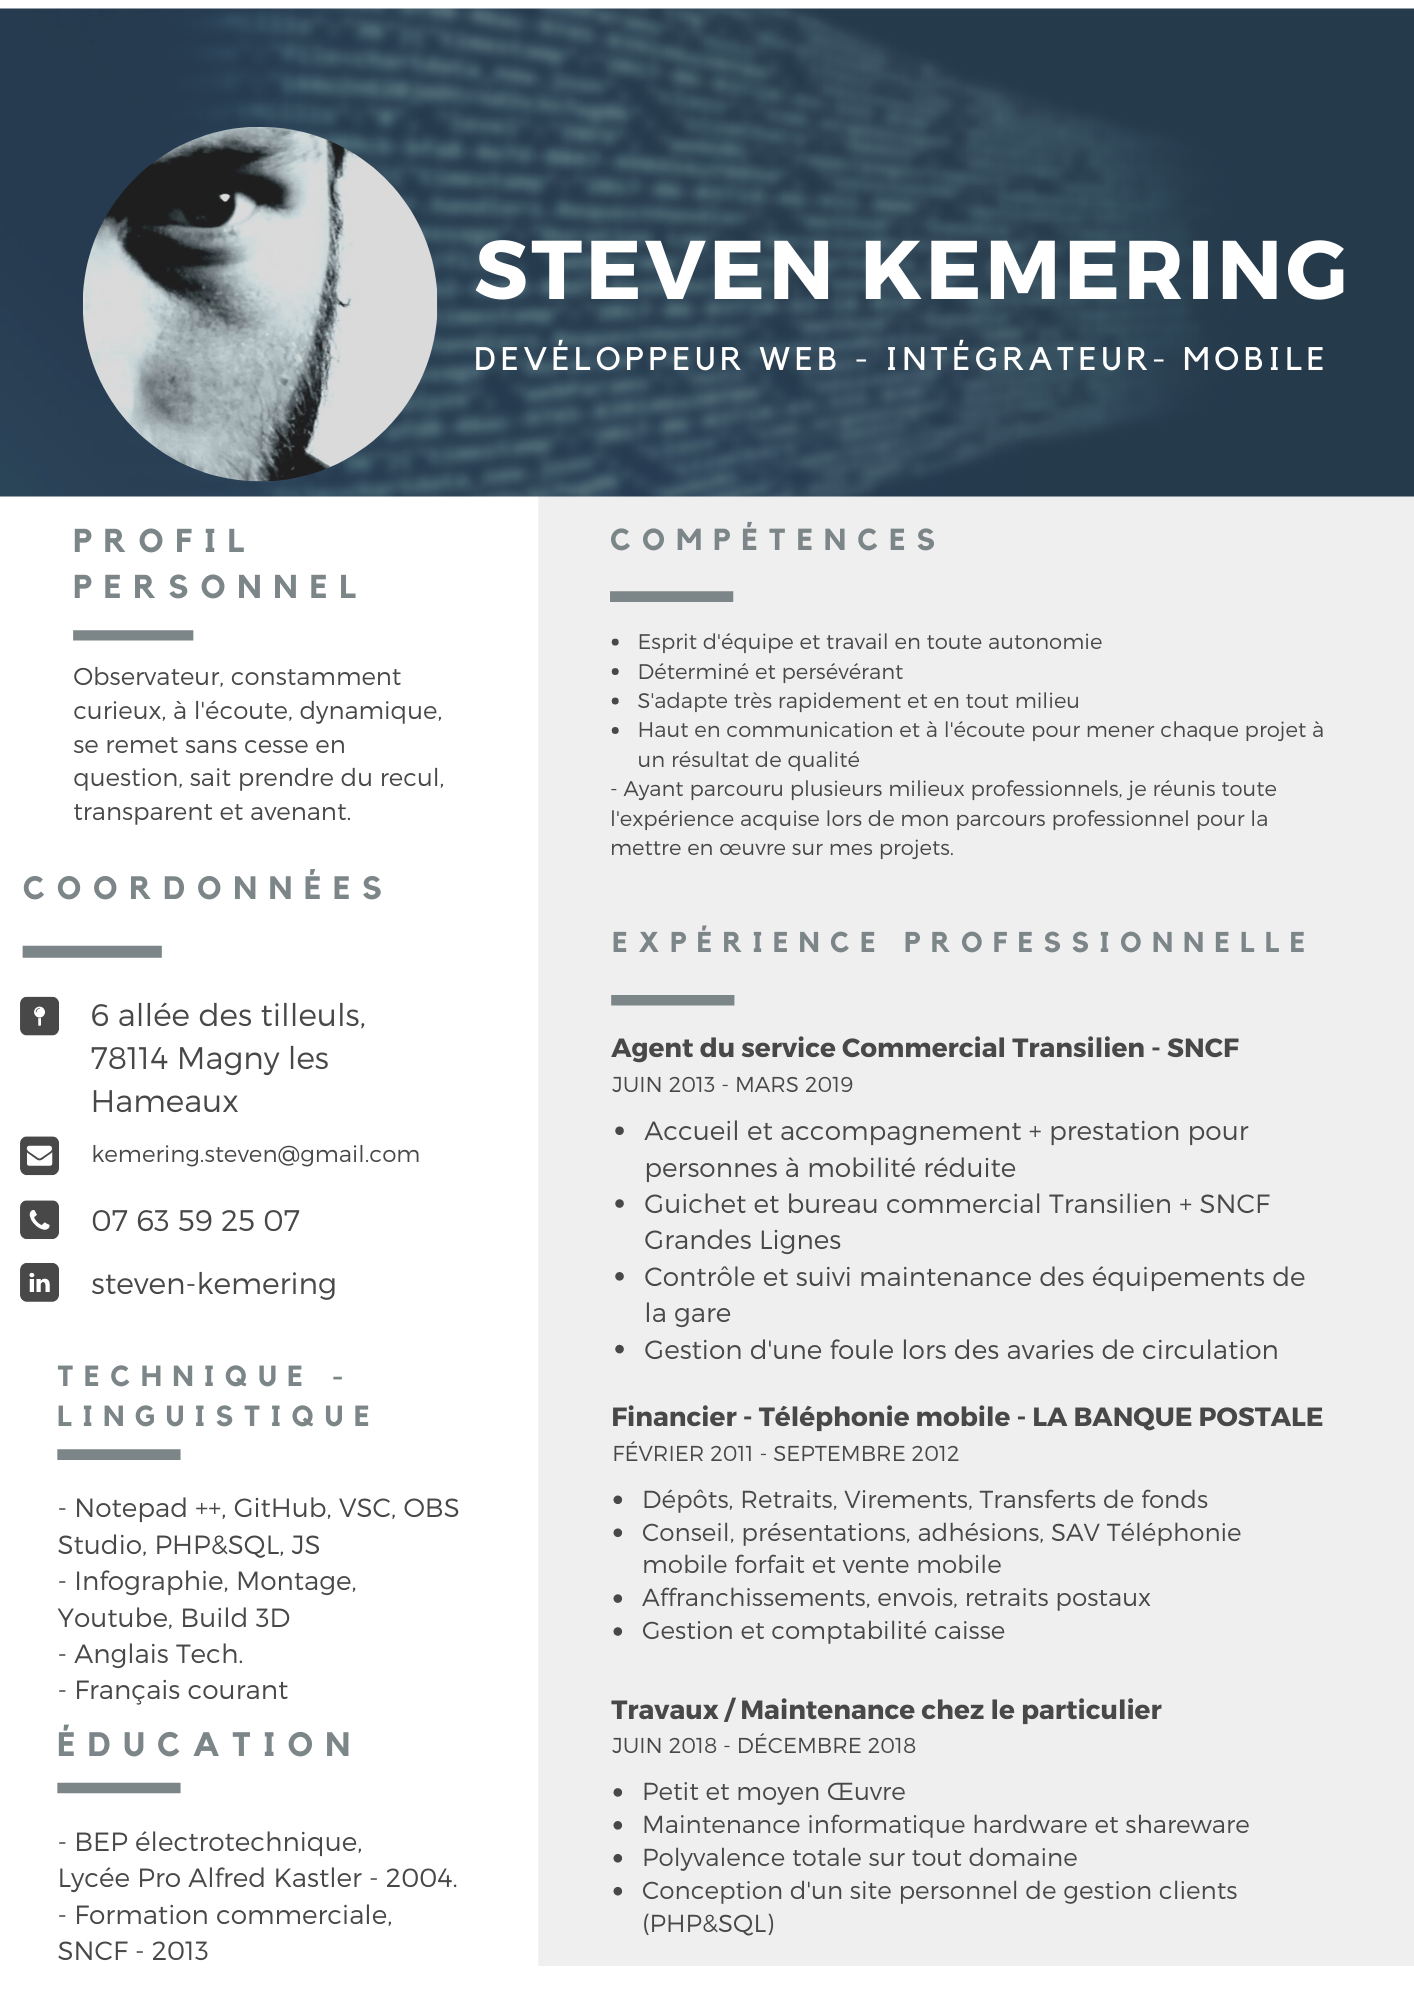 STEVEN KEMERING
DEVÉLOPPEUR WEB - INTÉGRATEUR- MOBILE
PROFIL
PERSONNEL
Observateur, constamment
curieux, à l'écoute, dynamique,
se remet sans cesse en
question, sait prendre du recul,
transparent et avenant.
COORDONNÉES
6 allée des tilleuls,
78114 Magny les
Hameaux
kemering.steven@gmail.com
07 63 59 25 07
in steven-kemering
TECHNIQUE -
LINGUISTIQUE
- Notepad ++, GitHub, VSC, OBS
Studio, PHP&SQL, JS
- Infographie, Montage,
Youtube, Build 3D
- Anglais Tech.
- Français courant
ÉDUCATION
- BEP électrotechnique,
Lycée Pro Alfred Kastler - 2004.
- Formation commerciale,
SNCF - 2013
COMPÉTENCES
• Esprit d'équipe et travail en toute autonomie
• Déterminé et persévérant
• S'adapte très rapidement et en tout milieu
• Haut en communication et à l'écoute pour mener chaque projet à
un résultat de qualité
- Ayant parcouru plusieurs milieux professionnels, je réunis toute
l'expérience acquise lors de mon parcours professionnel pour la
mettre en œuvre sur mes projets.
EXPÉRIENCE PROFESSIONNELLE
Agent du service Commercial Transilien - SNCF
JUIN 2013 - MARS 2019
• Accueil et accompagnement + prestation pour
personnes à mobilité réduite
• Guichet et bureau commercial Transilien + SNCF
Grandes Lignes
• Contrôle et suivi maintenance des équipements de
la gare
• Gestion d'une foule lors des avaries de circulation
Financier - Téléphonie mobile - LA BANQUE POSTALE
FÉVRIER 2011 - SEPTEMBRE 2012
• Dépôts, Retraits, Virements, Transferts de fonds
• Conseil, présentations, adhésions, SAV Téléphonie
mobile forfait et vente mobile
• Affranchissements, envois, retraits postaux
• Gestion et comptabilité caisse
Travaux / Maintenance chez le particulier
JUIN 2018 - DÉCEMBRE 2018
• Petit et moyen Œuvre
• Maintenance informatique hardware et shareware
• Polyvalence totale sur tout domaine
• Conception d'un site personnel de gestion clients
(PHP&SQL)